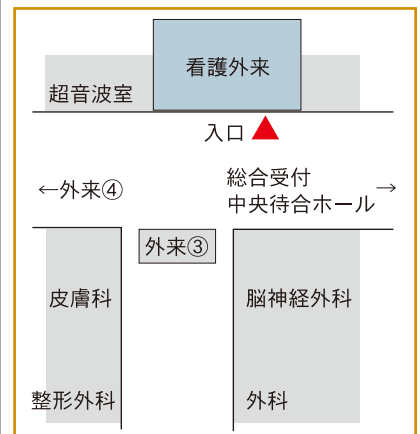 看護外来
超音波室
入口
←外来④
総合受付
中央待合ホール→
外来③
皮膚科
脳神経外科
整形外科
外科